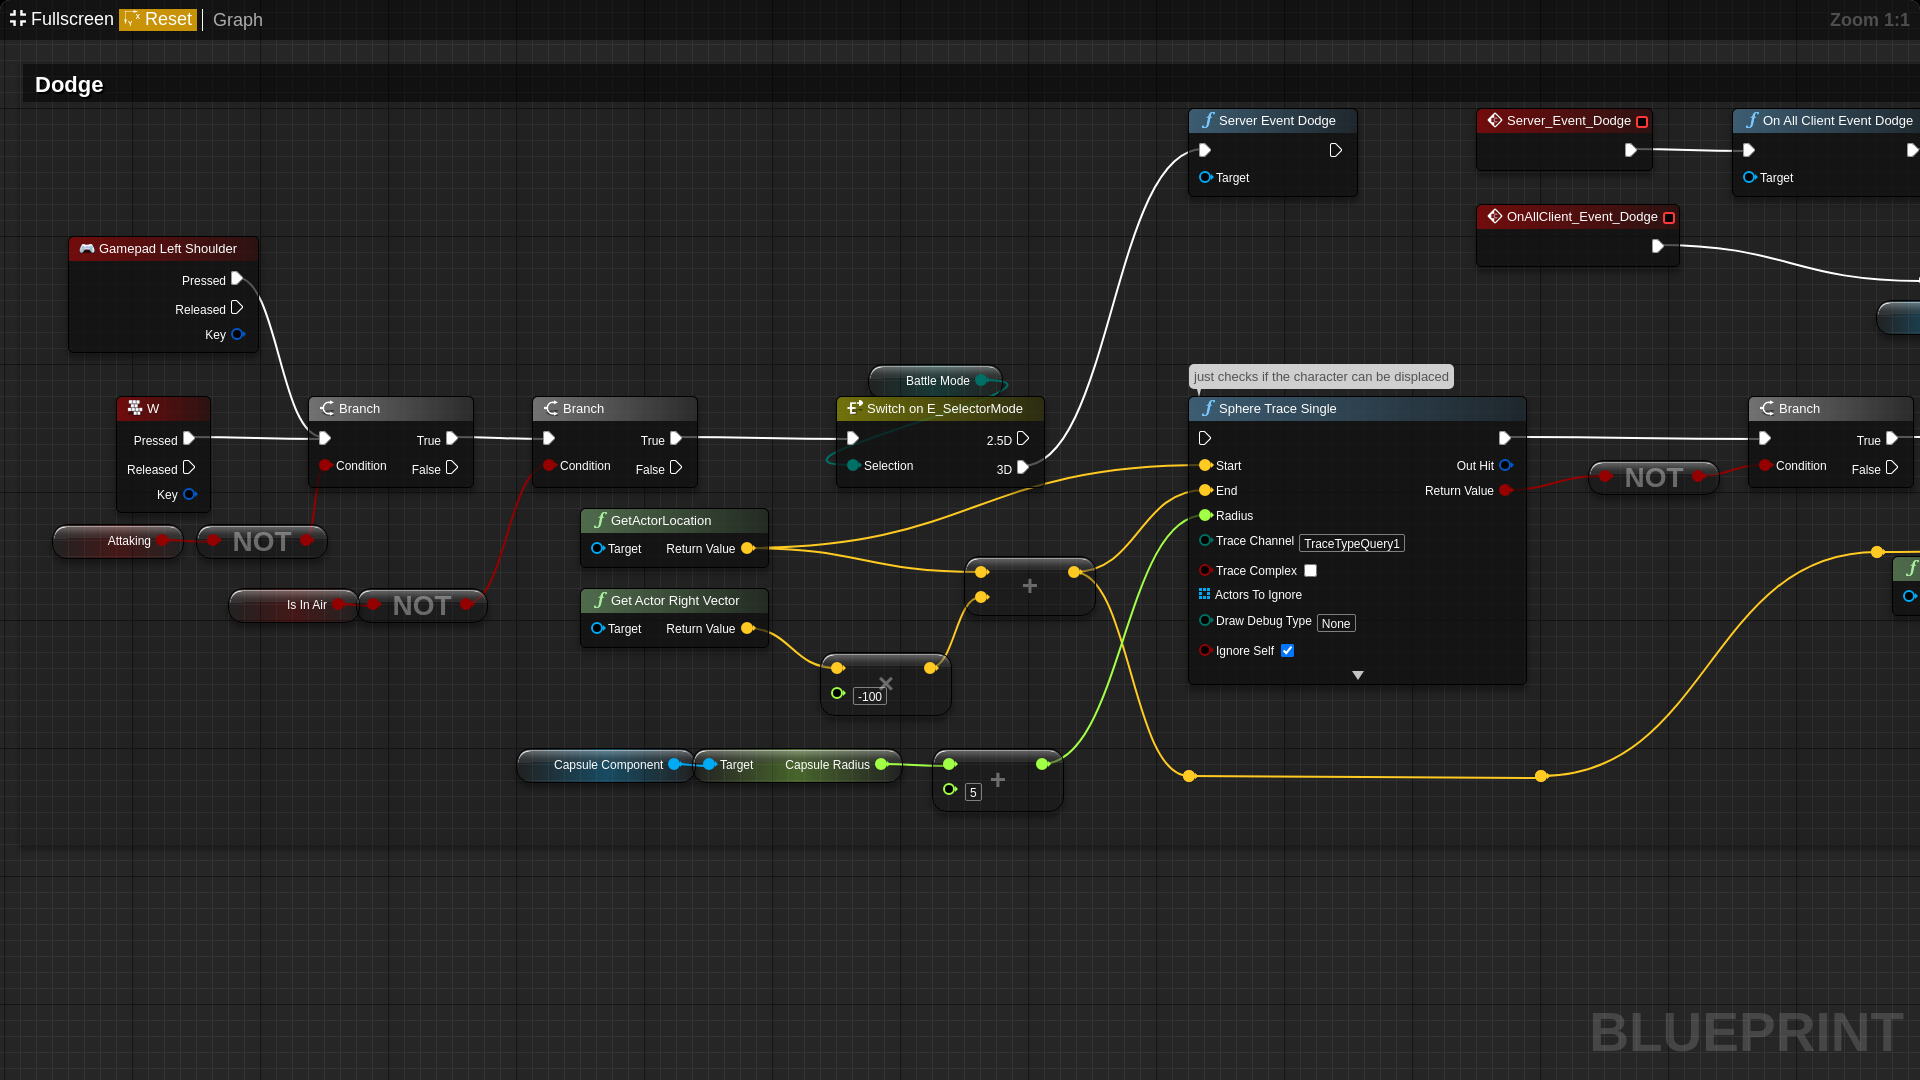 Fullscreen Reset Graph
Zoom 1:1
Dodge
Server Event Dodge
Target
Server_Event_Dodge
On All Client Event Dodge
Target
OnAllClient_Event_Dodge
Gamepad Left Shoulder
Pressed
Released
Key
W
Pressed
Released
Key
Branch
True
Condition
False
Branch
True
Condition
False
Battle Mode
Switch on E_SelectorMode
2.5D
Selection
3D
just checks if the character can be displaced
Sphere Trace Single
Start
Out Hit
End
Return Value
Radius
Trace Channel TraceTypeQuery1
Trace Complex
Actors To Ignore
Draw Debug Type None
Ignore Self
NOT
Branch
True
Condition
False
Attaking
NOT
Is In Air
NOT
GetActorLocation
Target Return Value
Get Actor Right Vector
Target Return Value
+
×
-100
Capsule Component
Target Capsule Radius
+
5
BLUEPRINT